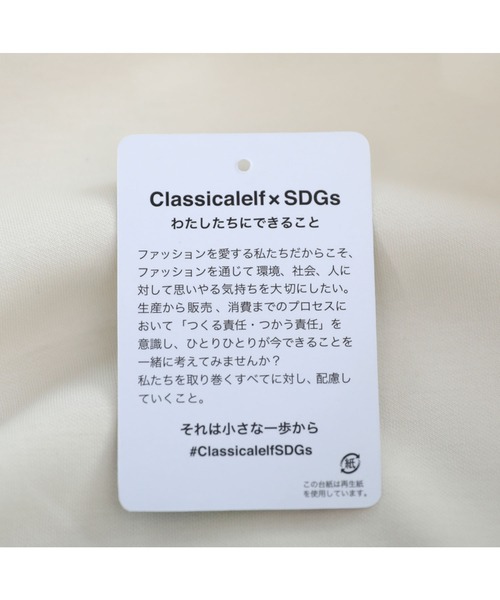 Classicalelf×SDGs
わたしたちにできること
ファッションを愛する私たちだからこそ、
ファッションを通じて環境、社会、人に
対して思いやる気持ちを大切にしたい。
生産から販売、消費までのプロセスに
おいて「つくる責任・つかう責任」を
意識し、ひとりひとりが今できることを
一緒に考えてみませんか？
私たちを取り巻くすべてに対し、配慮し
ていくこと。
それは小さな一歩から
#ClassicalelfSDGs
紙
この台紙は再生紙
を使用しています。